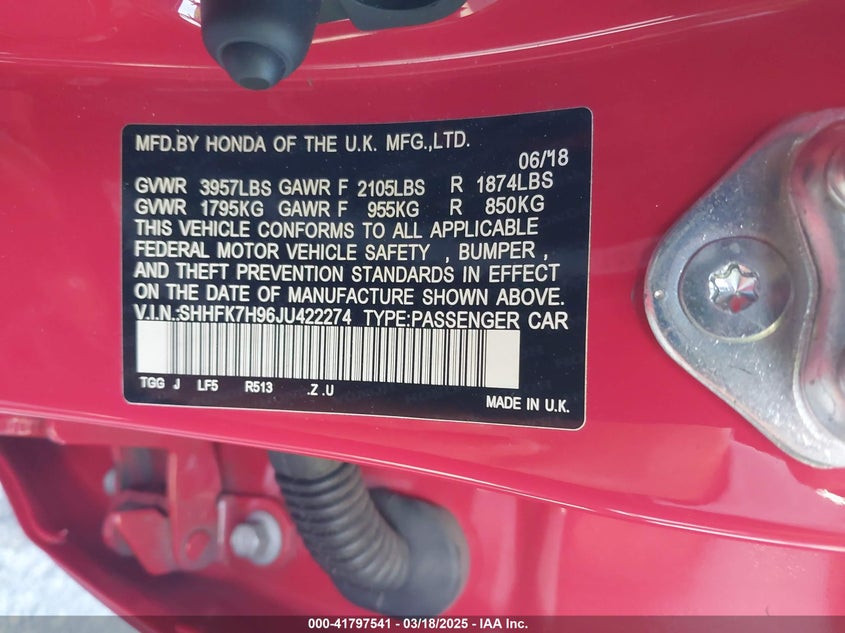 MFD.BY HONDA OF THE U.K. MFG.,LTD.
06/18
GVWR 3957LBS GAWR F 2105LBS R 1874LBS
GVWR 1795KG GAWR F 955KG R 850KG
THIS VEHICLE CONFORMS TO ALL APPLICABLE
FEDERAL MOTOR VEHICLE SAFETY , BUMPER ,
AND THEFT PREVENTION STANDARDS IN EFFECT
ON THE DATE OF MANUFACTURE SHOWN ABOVE.
V.I.N.:SHHFK7H96JU422274 TYPE:PASSENGER CAR
TGG J LF5 R513 .Z .U
MADE IN U.K.
000-41797541 / 03/18/2025 - IAA Inc.